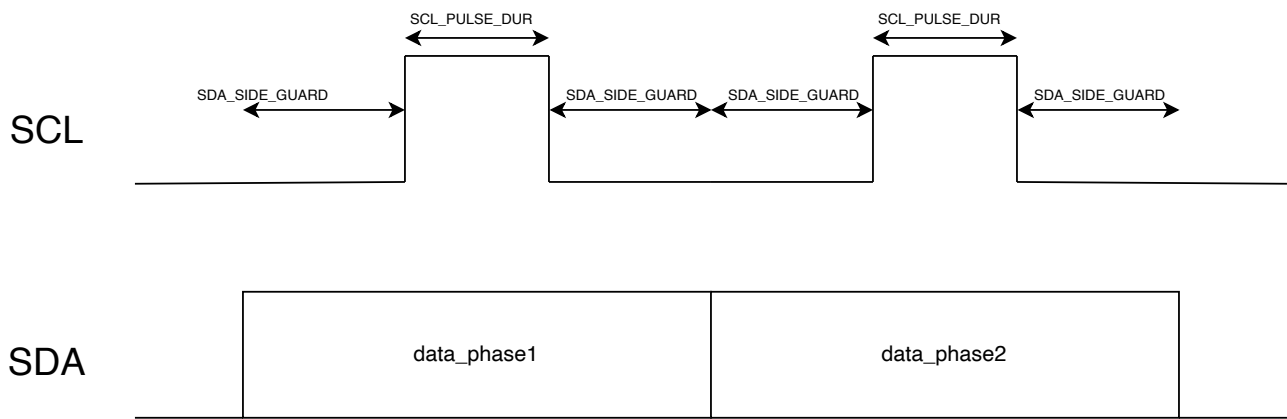 SCL_PULSE_DUR
SCL_PULSE_DUR
SDA_SIDE_GUARD
SDA_SIDE_GUARD
SDA_SIDE_GUARD
SDA_SIDE_GUARD
SCL
SDA
data_phase1
data_phase2